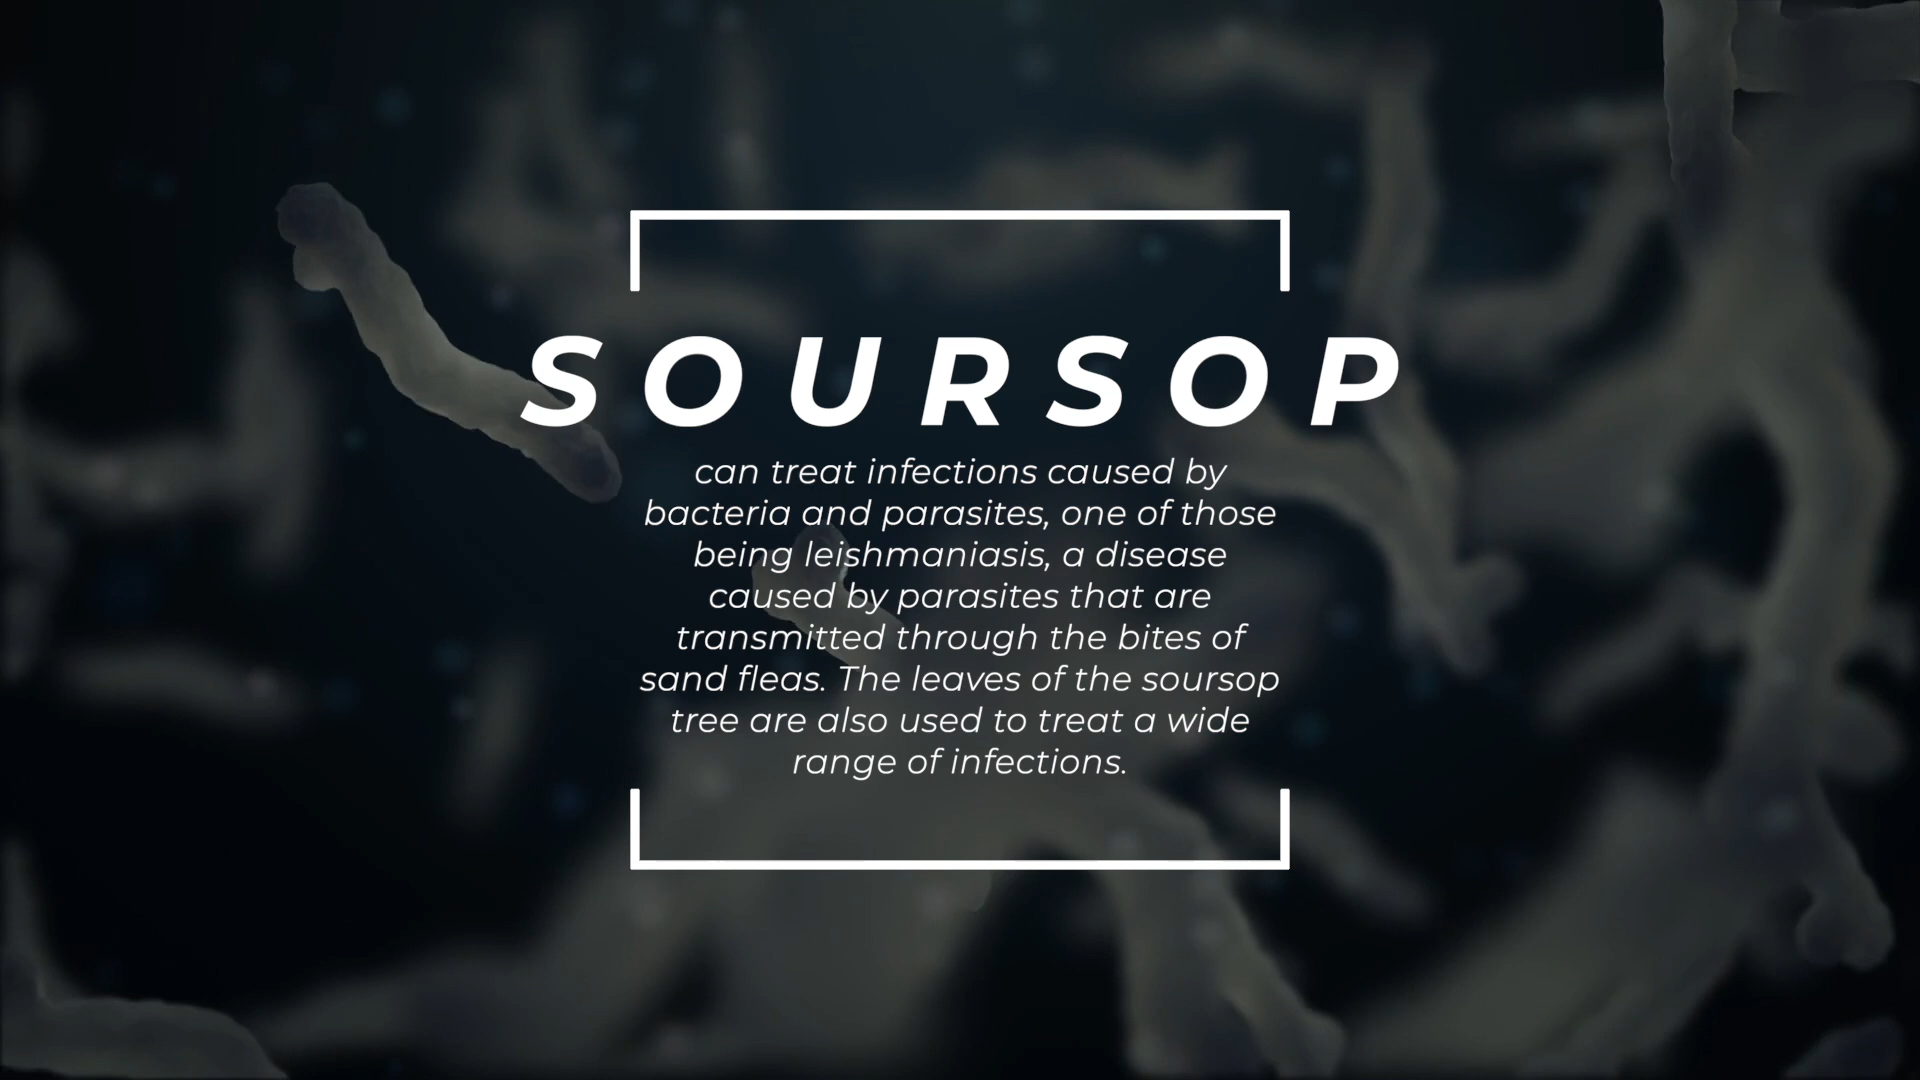 SOURSOP
can treat infections caused by
bacteria and parasites, one of those
being leishmaniasis, a disease
caused by parasites that are
transmitted through the bites of
sand fleas. The leaves of the soursop
tree are also used to treat a wide
range of infections.